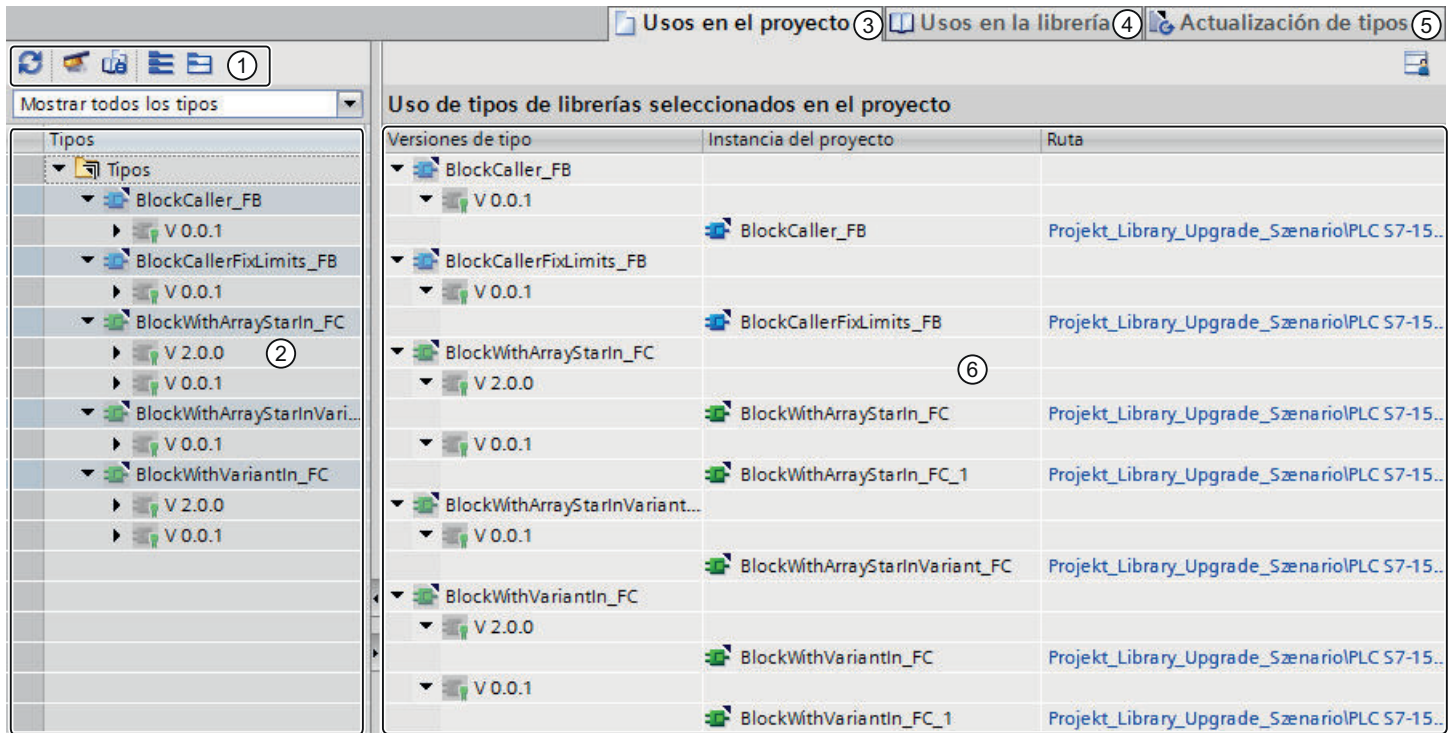 Usos en el proyecto 3 Usos en la librería 4 Actualización de tipos 5
1
Mostrar todos los tipos
Uso de tipos de librerías seleccionados en el proyecto
Tipos
Tipos
BlockCaller_FB
V 0.0.1
BlockCallerFixLimits_FB
V 0.0.1
BlockWithArrayStarIn_FC
V 2.0.0 2
V 0.0.1
BlockWithArrayStarInVari...
V 0.0.1
BlockWithVariantIn_FC
V 2.0.0
V 0.0.1
Versiones de tipo Instancia del proyecto Ruta
BlockCaller_FB
V 0.0.1
BlockCaller_FB Projekt_Library_Upgrade_Szenario\PLC S7-15..
BlockCallerFixLimits_FB
V 0.0.1
BlockCallerFixLimits_FB Projekt_Library_Upgrade_Szenario\PLC S7-15..
BlockWithArrayStarIn_FC
6
V 2.0.0
BlockWithArrayStarIn_FC Projekt_Library_Upgrade_Szenario\PLC S7-15..
V 0.0.1
BlockWithArrayStarIn_FC_1 Projekt_Library_Upgrade_Szenario\PLC S7-15..
BlockWithArrayStarInVariant...
V 0.0.1
BlockWithArrayStarInVariant_FC Projekt_Library_Upgrade_Szenario\PLC S7-15..
BlockWithVariantIn_FC
V 2.0.0
BlockWithVariantIn_FC Projekt_Library_Upgrade_Szenario\PLC S7-15..
V 0.0.1
BlockWithVariantIn_FC_1 Projekt_Library_Upgrade_Szenario\PLC S7-15..